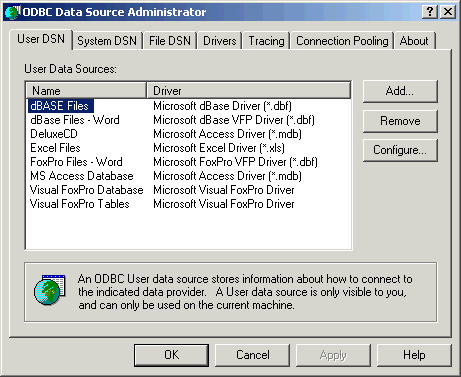 ODBC Data Source Administrator
User DSN System DSN File DSN Drivers Tracing Connection Pooling About
User Data Sources:
Name Driver
dBASE Files Microsoft dBase Driver (*.dbf)
dBase Files - Word Microsoft dBase VFP Driver (*.dbf)
DeluxeCD Microsoft Access Driver (*.mdb)
Excel Files Microsoft Excel Driver (*.xls)
FoxPro Files - Word Microsoft FoxPro VFP Driver (*.dbf)
MS Access Database Microsoft Access Driver (*.mdb)
Visual FoxPro Database Microsoft Visual FoxPro Driver
Visual FoxPro Tables Microsoft Visual FoxPro Driver
Add...
Remove
Configure...
An ODBC User data source stores information about how to connect to
the indicated data provider. A User data source is only visible to you,
and can only be used on the current machine.
OK Cancel Apply Help